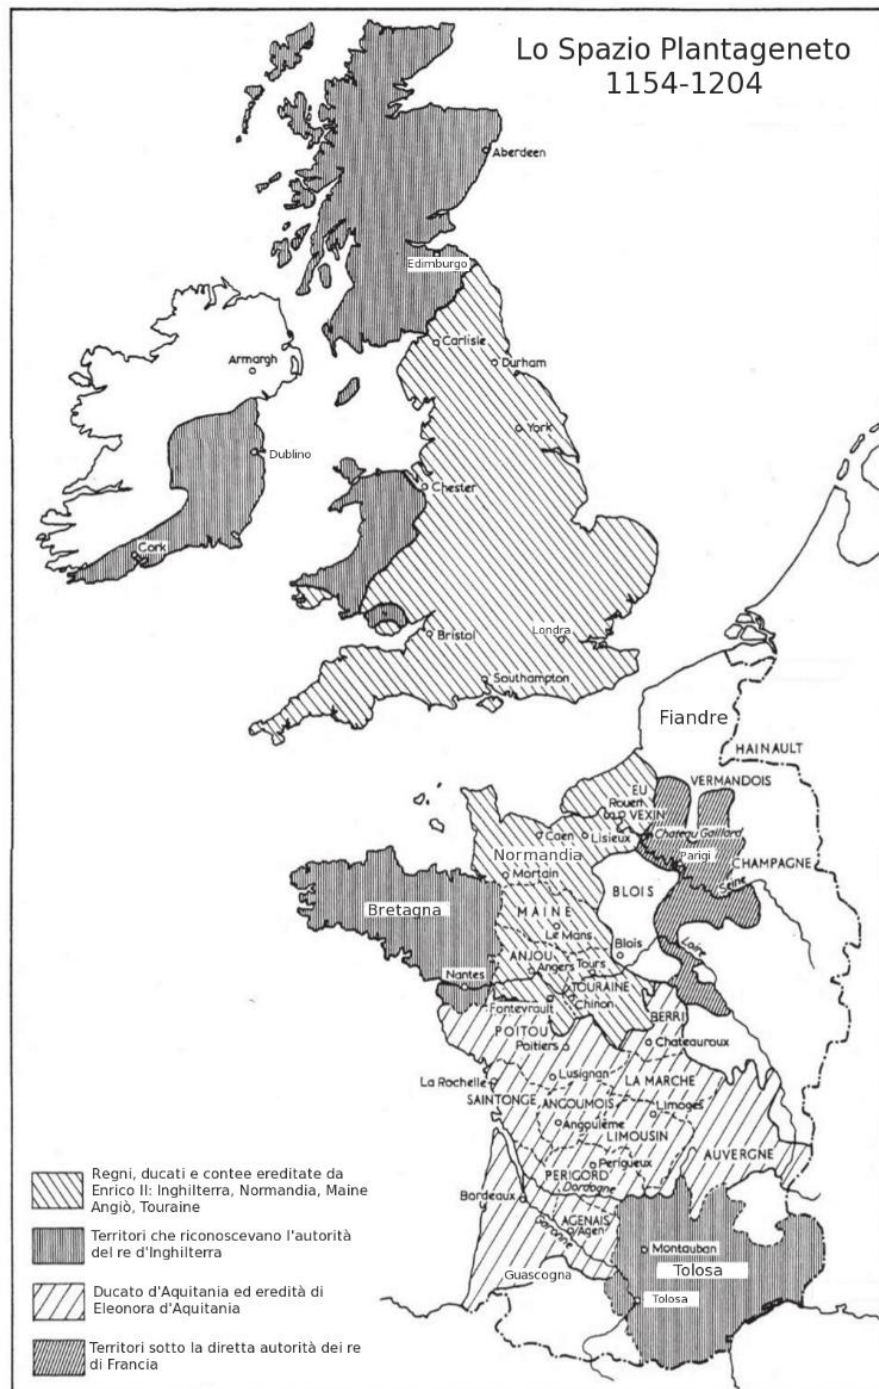 Lo Spazio Plantageneto
1154-1204
Aberdeen
Edimburgo
Carlisle
Armargh
Durham
York
Dublino
Chester
Cork
Bristol
Londra
Southampton
Fiandre
HAINAULT
VERMANDOIS
EU
Rouen
VEXIN
Chateau Gaillard
Caen
Lisieux
Normandia
Parigi
CHAMPAGNE
Seine
Mortain
BLOIS
Bretagna
MAINE
Le Mans
Blois
Loire
ANJOU
Angers
Tours
Nantes
TOURAINE
Chinon
Fontevrault
BERRI
POITOU
Poitiers
Chateauroux
Lusignan
La Rochelle
LA MARCHE
SAINTONGE
ANGOUMOIS
Limoges
Angoulême
LIMOUSIN
AUVERGNE
Perigueux
PERIGORD
Dordogne
Bordeaux
AGENAIS
Agen
Garonne
Montauban
Tolosa
Guascogna
Tolosa
Regni, ducati e contee ereditate da
Enrico II: Inghilterra, Normandia, Maine
Angiò, Touraine
Territori che riconoscevano l'autorità
del re d'Inghilterra
Ducato d'Aquitania ed eredità di
Eleonora d'Aquitania
Territori sotto la diretta autorità dei re
di Francia